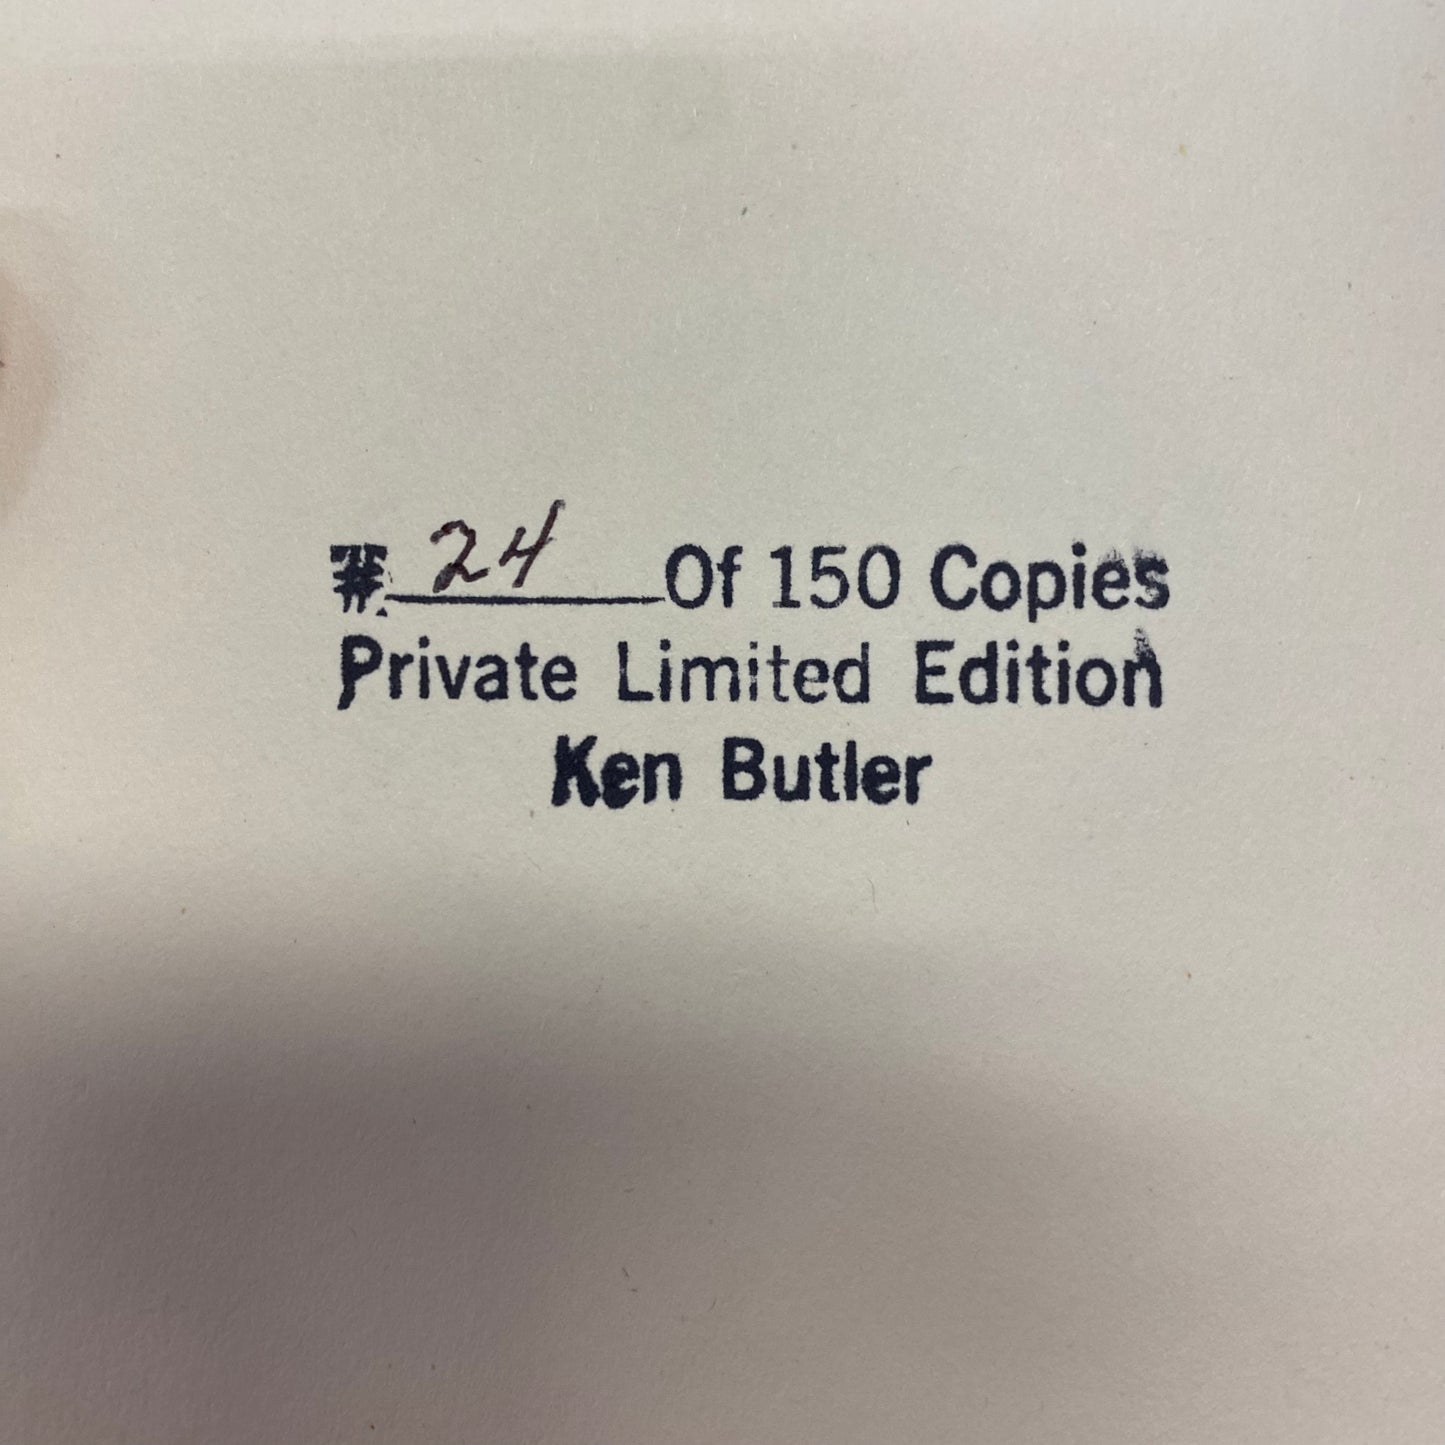 # 24 Of 150 Copies
Private Limited Edition
Ken Butler